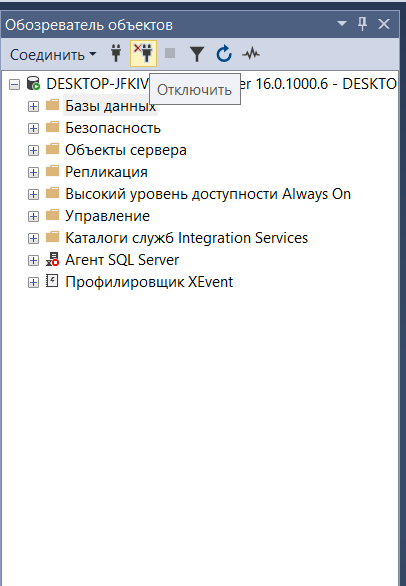 Обозреватель объектов
Соединить
DESKTOP-JFKIV er 16.0.1000.6 - DESKTO
Отключить
Базы данных
Безопасность
Объекты сервера
Репликация
Высокий уровень доступности Always On
Управление
Каталоги служб Integration Services
Агент SQL Server
Профилировщик XEvent